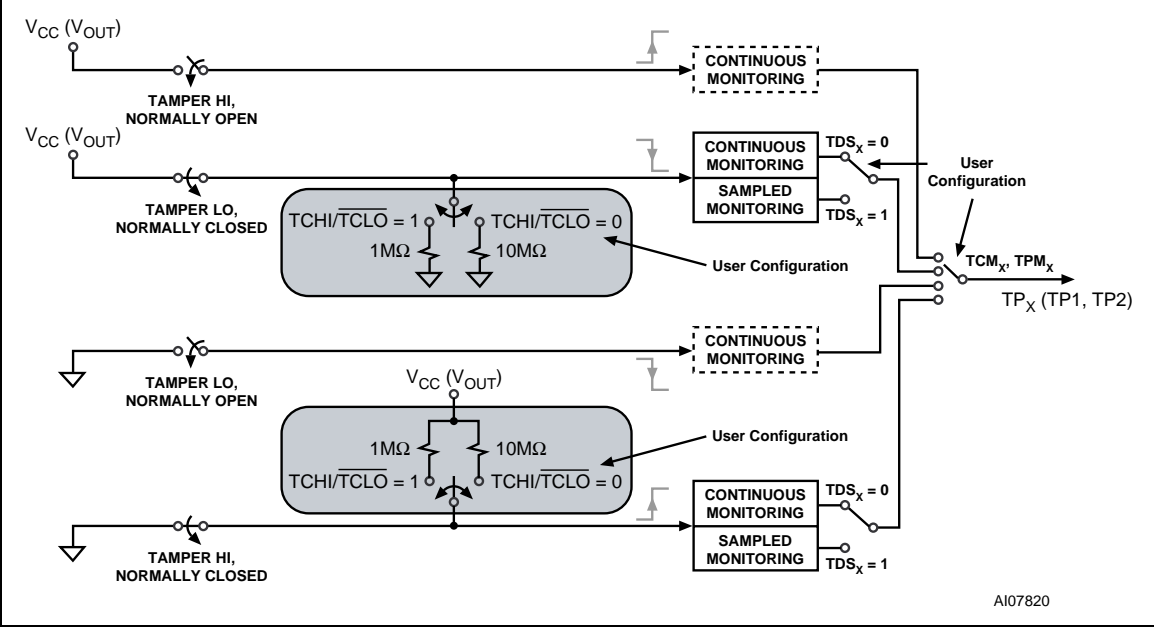 VCC (VOUT)
CONTINUOUS
MONITORING
TAMPER HI,
NORMALLY OPEN
VCC (VOUT)
CONTINUOUS
MONITORING
TDSX = 0
SAMPLED
MONITORING
TDSX = 1
User
Configuration
TAMPER LO,
NORMALLY CLOSED
TCHI/TCLO = 1
TCHI/TCLO = 0
1MΩ
10MΩ
User Configuration
TCMX, TPMX
TPX (TP1, TP2)
CONTINUOUS
MONITORING
TAMPER LO,
NORMALLY OPEN
VCC (VOUT)
1MΩ
10MΩ
TCHI/TCLO = 1
TCHI/TCLO = 0
User Configuration
CONTINUOUS
MONITORING
TDSX = 0
SAMPLED
MONITORING
TDSX = 1
TAMPER HI,
NORMALLY CLOSED
AI07820